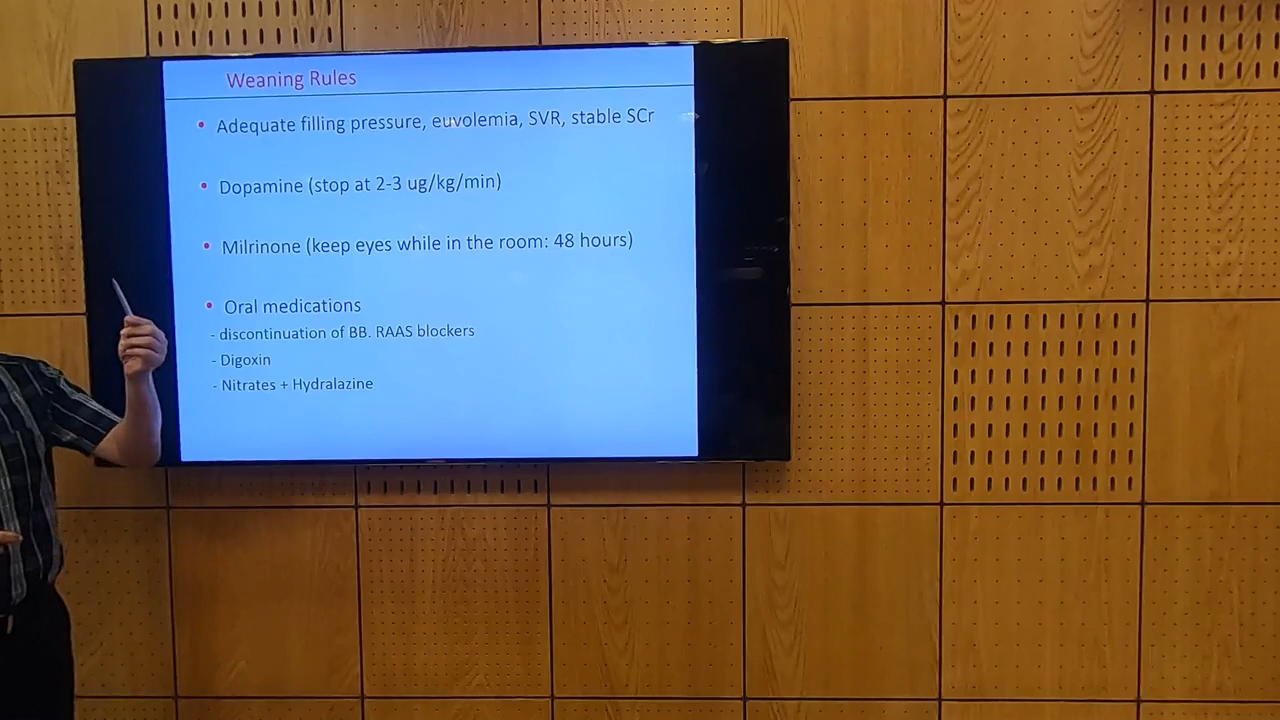 Weaning Rules
• Adequate filling pressure, euvolemia, SVR, stable SCr
• Dopamine (stop at 2-3 ug/kg/min)
• Milrinone (keep eyes while in the room: 48 hours)
• Oral medications
- discontinuation of BB. RAAS blockers
- Digoxin
- Nitrates + Hydralazine